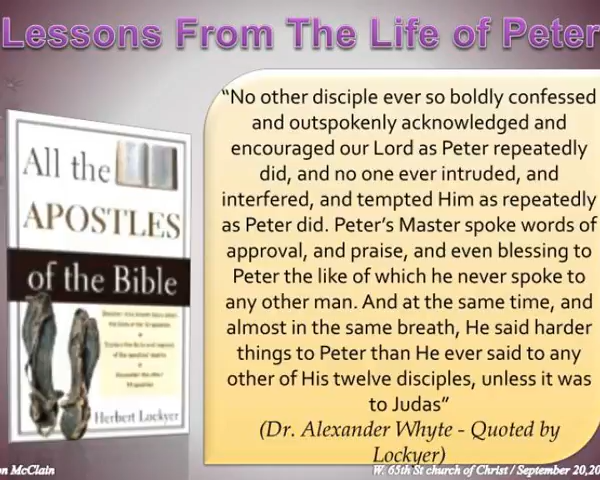 Lessons From The Life of Peter
All the
APOSTLES
of the Bible
Herbert Lockyer
“No other disciple ever so boldly confessed
and outspokenly acknowledged and
encouraged our Lord as Peter repeatedly
did, and no one ever intruded, and
interfered, and tempted Him as repeatedly
as Peter did. Peter’s Master spoke words of
approval, and praise, and even blessing to
Peter the like of which he never spoke to
any other man. And at the same time, and
almost in the same breath, He said harder
things to Peter than He ever said to any
other of His twelve disciples, unless it was
to Judas”
(Dr. Alexander Whyte - Quoted by
Lockyer)
on McClain
W. 65th St church of Christ / September 20, 20